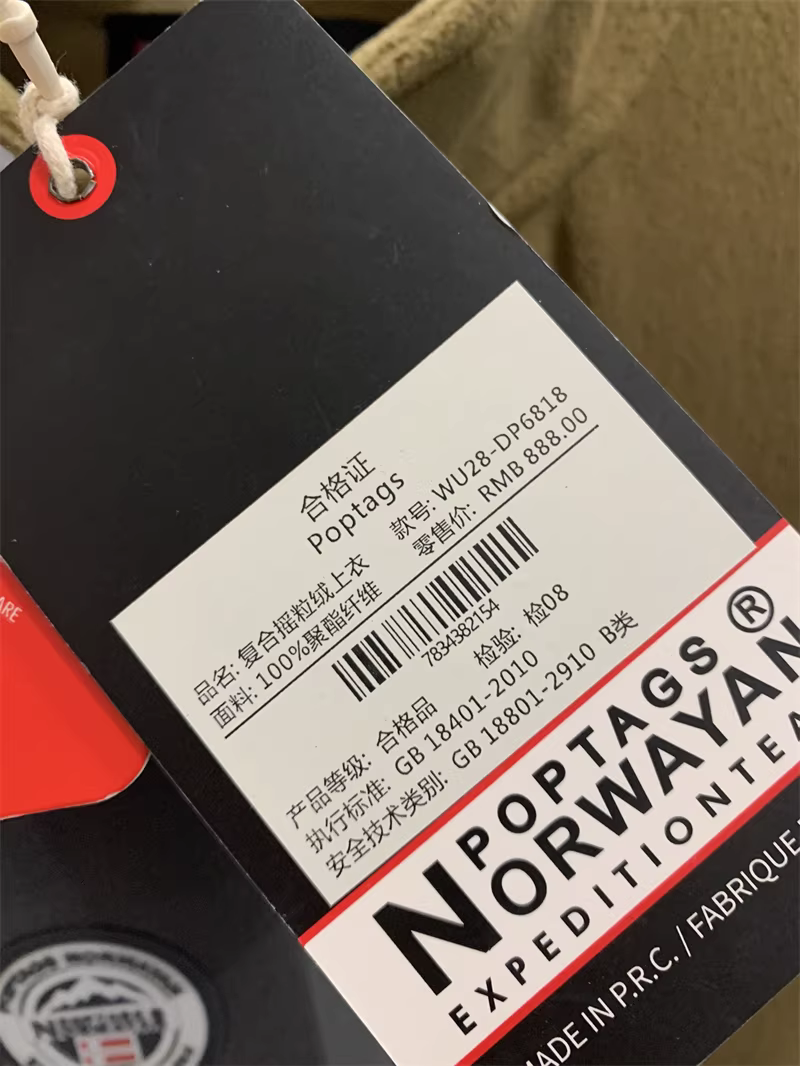 合格证
Poptags
品名: 复合摇粒绒上衣
款号: WU28-DP6818
面料: 100%聚酯纤维
零售价: RMB 888.00
7834382154
产品等级: 合格品
检验: 检08
执行标准: GB 18401-2010
安全技术类别: GB 18801-2910 B类
POPTAGS®
NORWAYAN
EXPEDITIONTEA
MADE IN P.R.C. / FABRIQUE
ARE